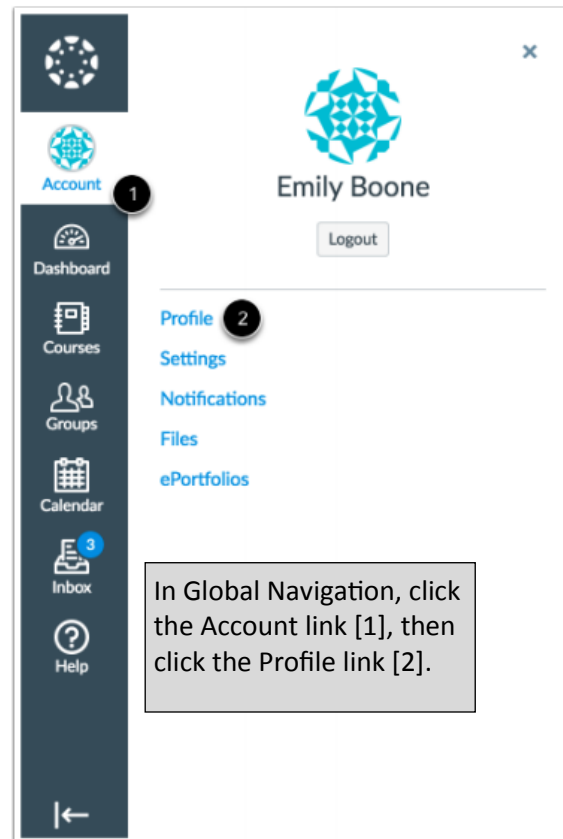 Account
1
Dashboard
Courses
Groups
Calendar
3
Inbox
Help
×
Emily Boone
Logout
Profile 2
Settings
Notifications
Files
ePortfolios
In Global Navigation, click
the Account link [1], then
click the Profile link [2].